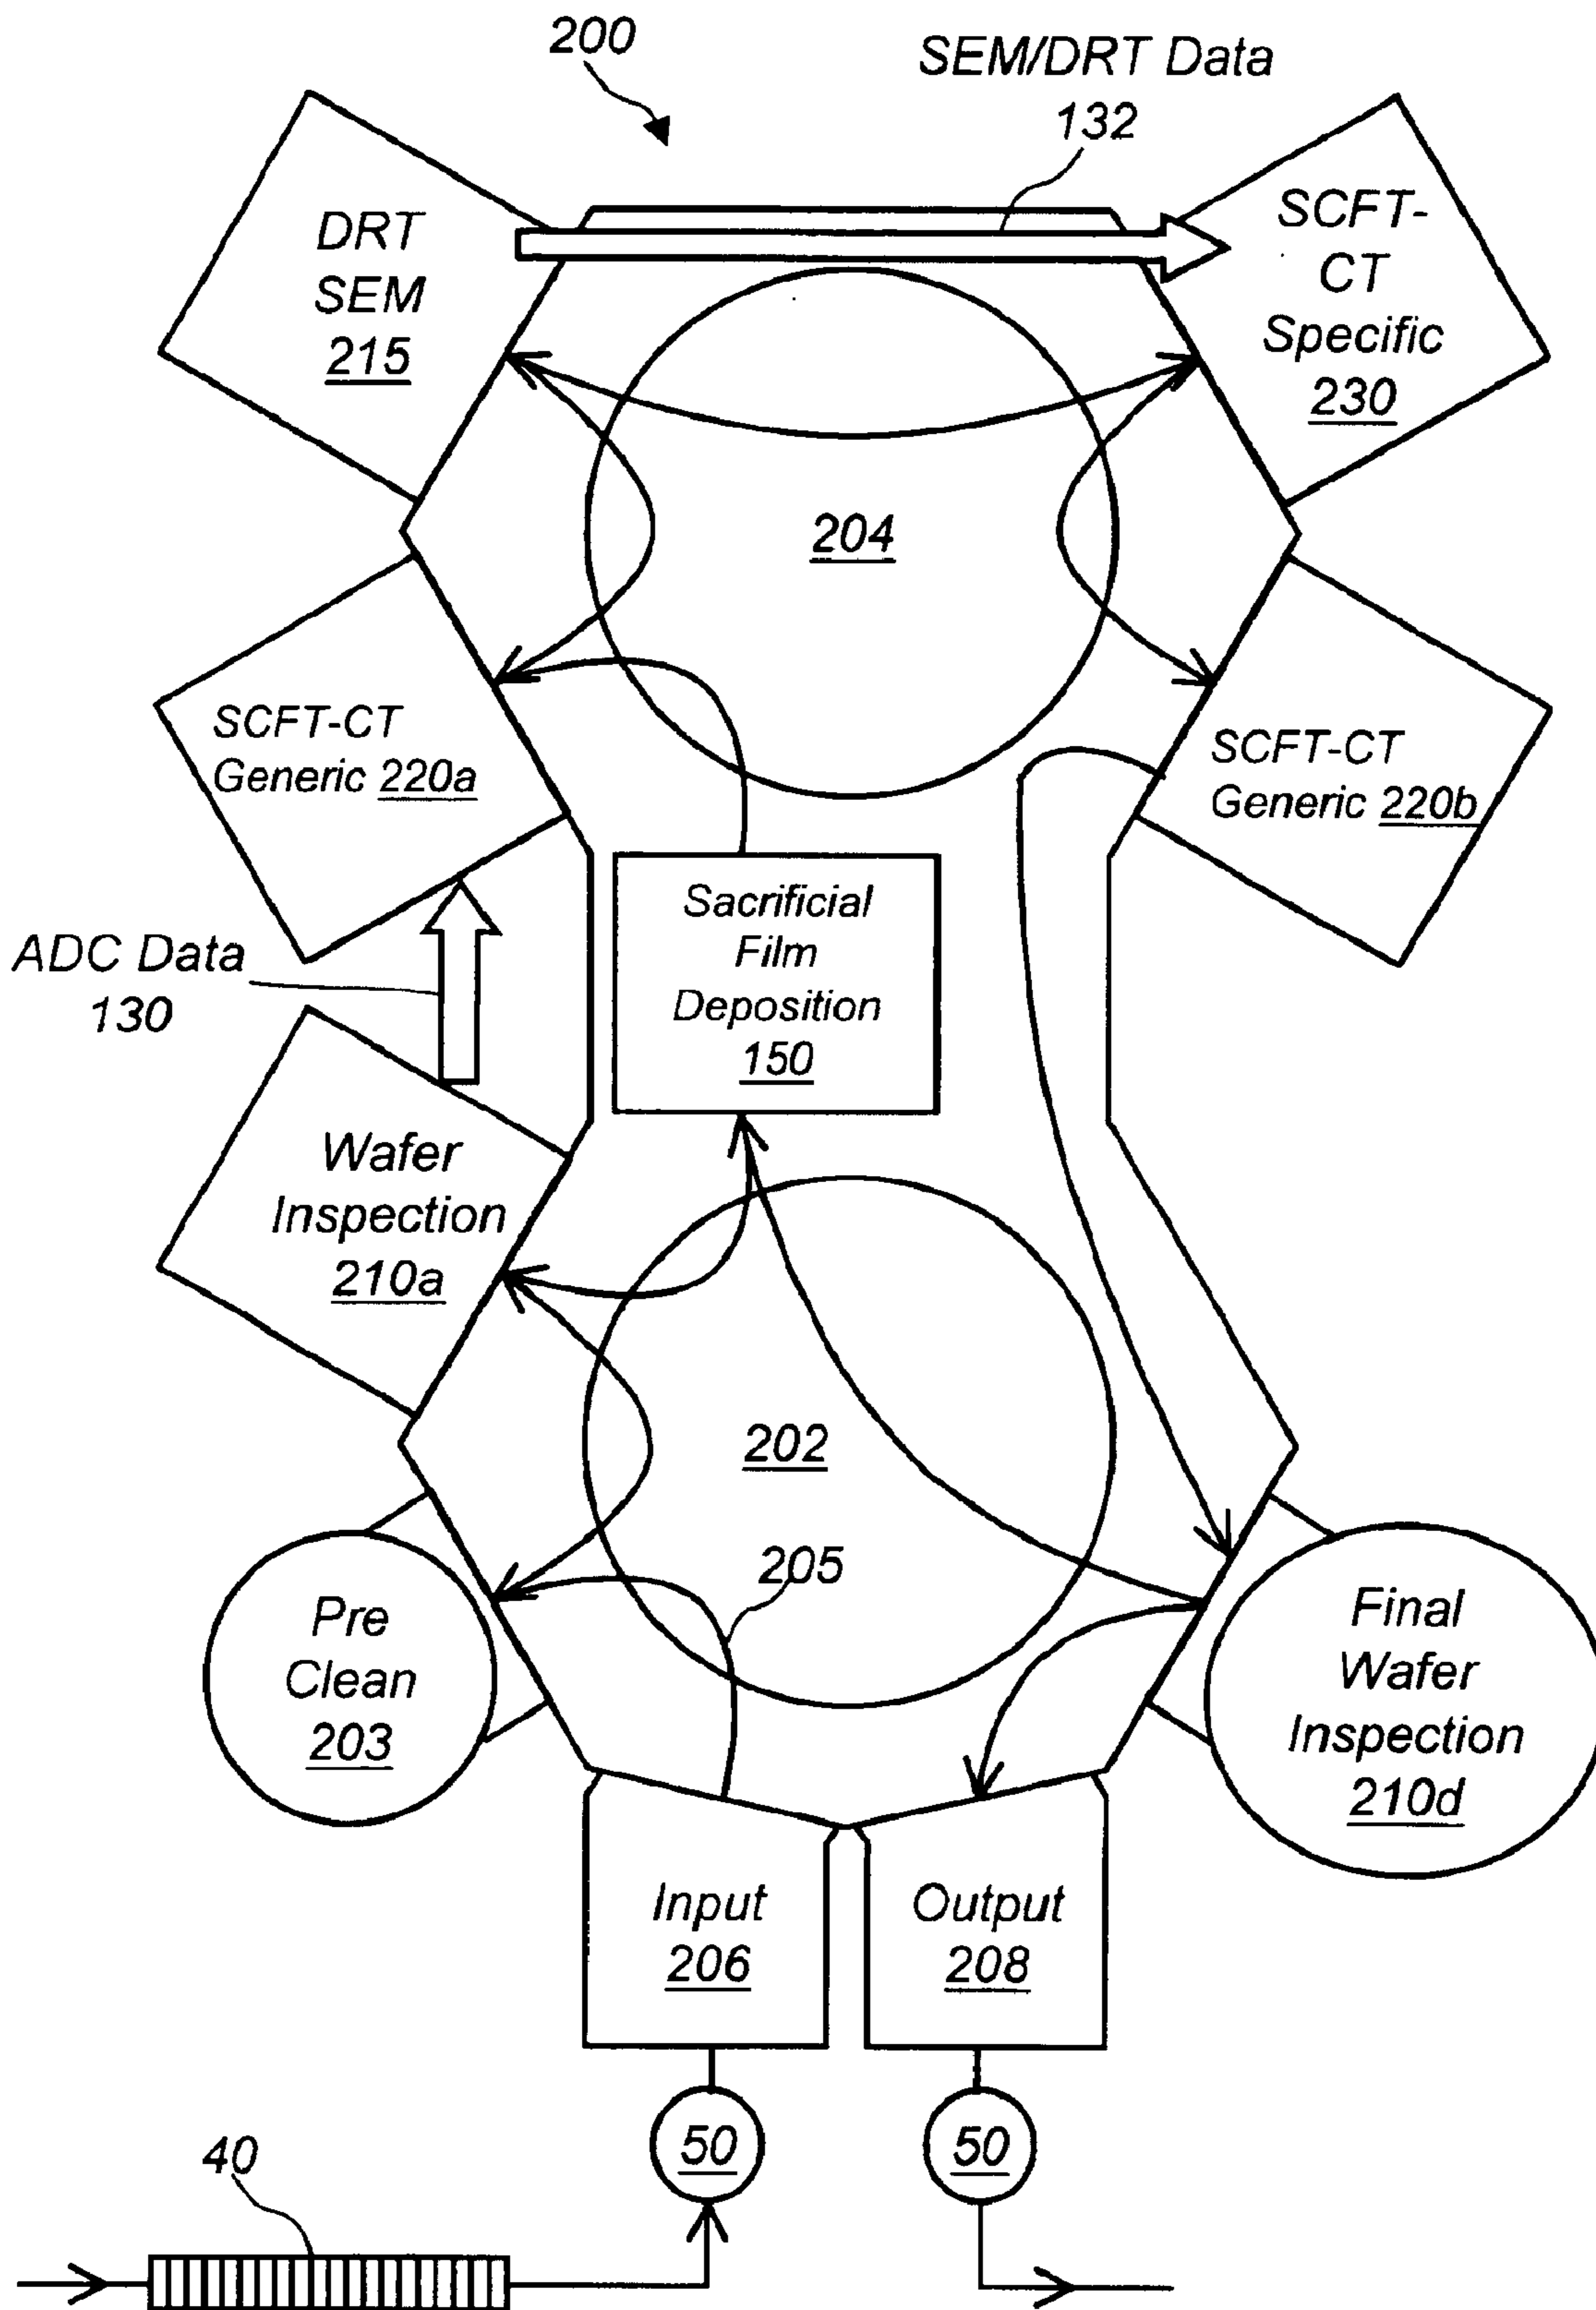 200
SEM/DRT Data
132
DRT
SEM
215
SCFT-
CT
Specific
230
204
SCFT-CT
Generic 220a
SCFT-CT
Generic 220b
Sacrificial
Film
Deposition
150
ADC Data
130
Wafer
Inspection
210a
202
205
Pre
Clean
203
Final
Wafer
Inspection
210d
Input
206
Output
208
50
50
40